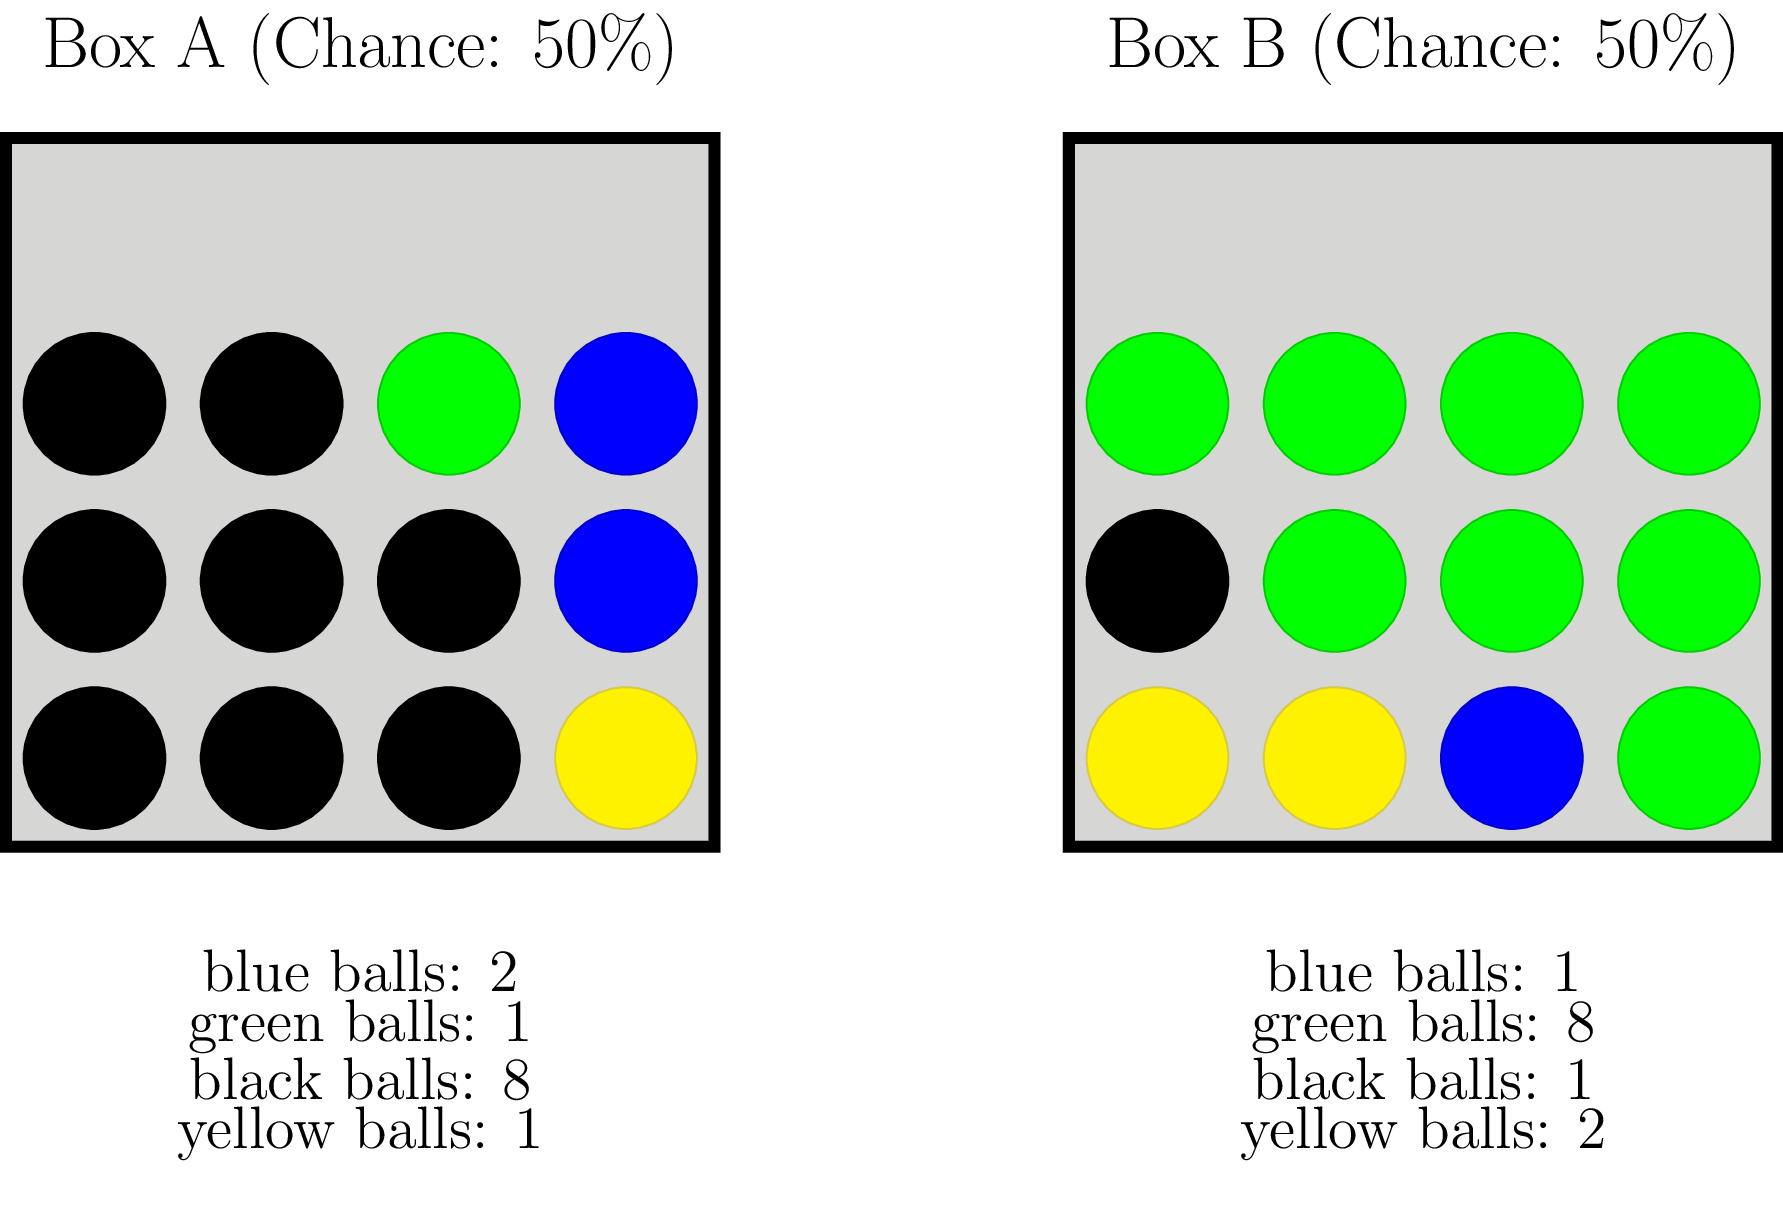 Box A (Chance: 50%)
Box B (Chance: 50%)
blue balls: 2
green balls: 1
black balls: 8
yellow balls: 1
blue balls: 1
green balls: 8
black balls: 1
yellow balls: 2